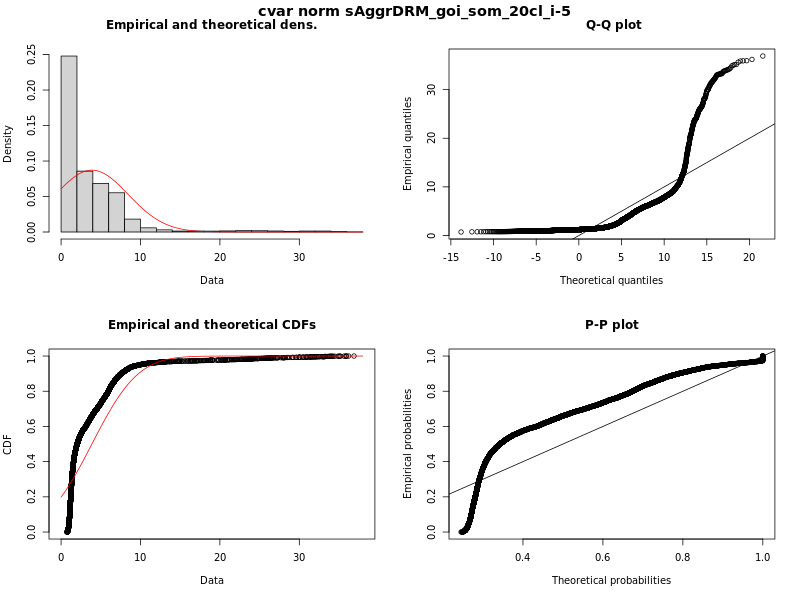 cvar norm sAggrDRM_goi_som_20cl_i-5
Empirical and theoretical dens.
Density
0.00 0.05 0.10 0.15 0.20 0.25
0 10 20 30
Data
Q-Q plot
Empirical quantiles
0 10 20 30
-15 -10 -5 0 5 10 15 20
Theoretical quantiles
Empirical and theoretical CDFs
CDF
0.0 0.2 0.4 0.6 0.8 1.0
0 10 20 30
Data
P-P plot
Empirical probabilities
0.0 0.2 0.4 0.6 0.8 1.0
0.4 0.6 0.8 1.0
Theoretical probabilities